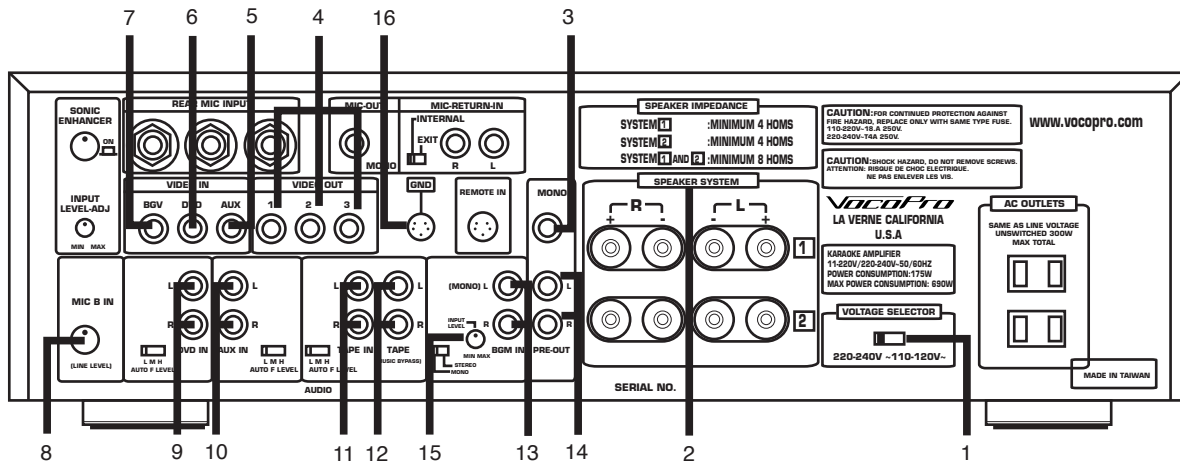 7 6 5 4 16 3
SONIC
ENHANCER
ON
INPUT
LEVEL-ADJ
MIN MAX
REAR MIC INPUT
MIC-OUT
MONO
MIC-RETURN-IN
INTERNAL
EXIT
R L
VIDEO IN
BGV DVD AUX
VIDEO OUT
1 2 3
GND
REMOTE IN
MONO
SPEAKER IMPEDANCE
SYSTEM 1 :MINIMUM 4 HOMS
SYSTEM 2 :MINIMUM 4 HOMS
SYSTEM 1 AND 2 :MINIMUM 8 HOMS
SPEAKER SYSTEM
R L
+ - - +
1
2
CAUTION:FOR CONTINUED PROTECTION AGAINST
FIRE HAZARD, REPLACE ONLY WITH SAME TYPE FUSE.
110-220V~18.A 250V.
220-240V~T4A 250V.
CAUTION:SHOCK HAZARD, DO NOT REMOVE SCREWS.
ATTENTION: RISQUE DE CHOC ELECTRIQUE.
NE PAS ENLEVER LES VIS.
www.vocopro.com
VocoPro
LA VERNE CALIFORNIA
U.S.A
KARAOKE AMPLIFIER
11-220V/220-240V~50/60HZ
POWER CONSUMPTION:175W
MAX POWER CONSUMPTION: 690W
VOLTAGE SELECTOR
220-240V ~110-120V~
AC OUTLETS
SAME AS LINE VOLTAGE
UNSWITCHED 300W
MAX TOTAL
MADE IN TAIWAN
MIC B IN
(LINE LEVEL)
L
R
DVD IN
L M H
AUTO F LEVEL
L
R
AUX IN
L M H
AUTO F LEVEL
L
R
TAPE IN
L M H
AUTO F LEVEL
L
R
TAPE
(MUSIC BYPASS)
AUDIO
(MONO) L
R
INPUT
LEVEL
MIN MAX
STEREO
MONO
BGM IN
L
R
PRE-OUT
SERIAL NO.
8 9 10 11 12 15 13 14 2 1